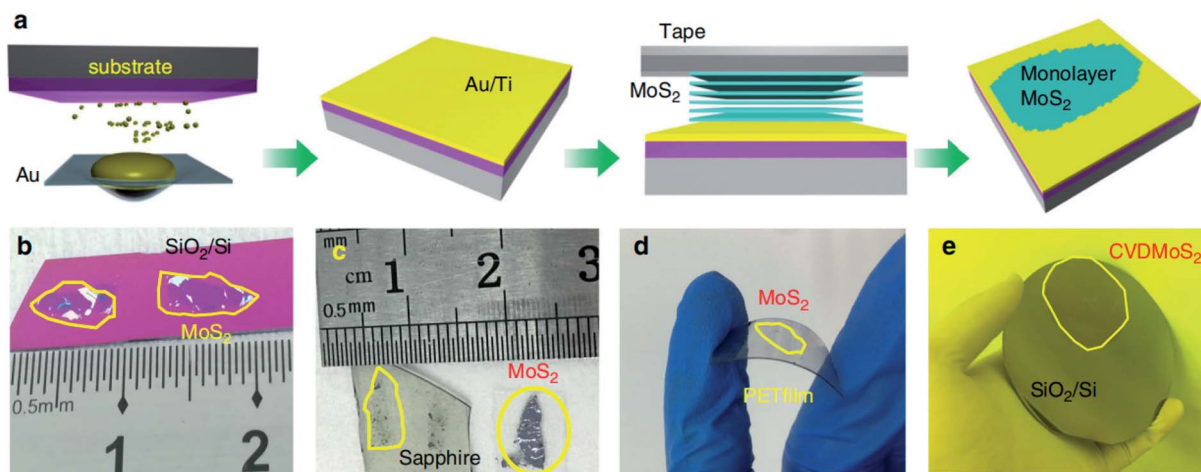 a
substrate
Au
Au/Ti
Tape
MoS₂
Monolayer
MoS₂
b
SiO₂/Si
MoS₂
0.5mm
1
2
c
mm
cm
1
2
3
0.5mm
MoS₂
Sapphire
d
MoS₂
PETfilm
e
CVDMoS₂
SiO₂/Si